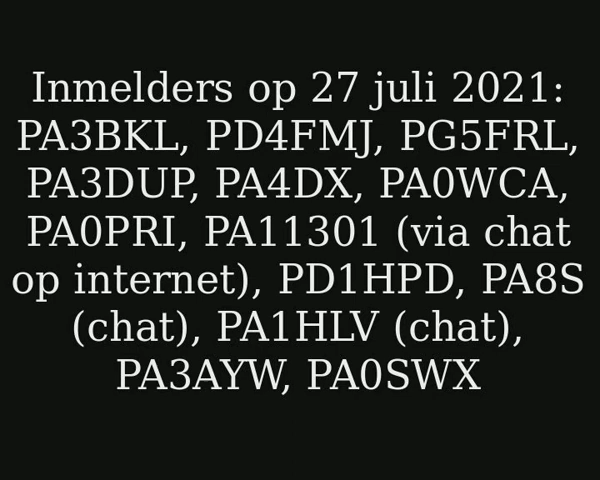 Inmelders op 27 juli 2021:
PA3BKL, PD4FMJ, PG5FRL,
PA3DUP, PA4DX, PA0WCA,
PA0PRI, PA11301 (via chat
op internet), PD1HPD, PA8S
(chat), PA1HLV (chat),
PA3AYW, PA0SWX